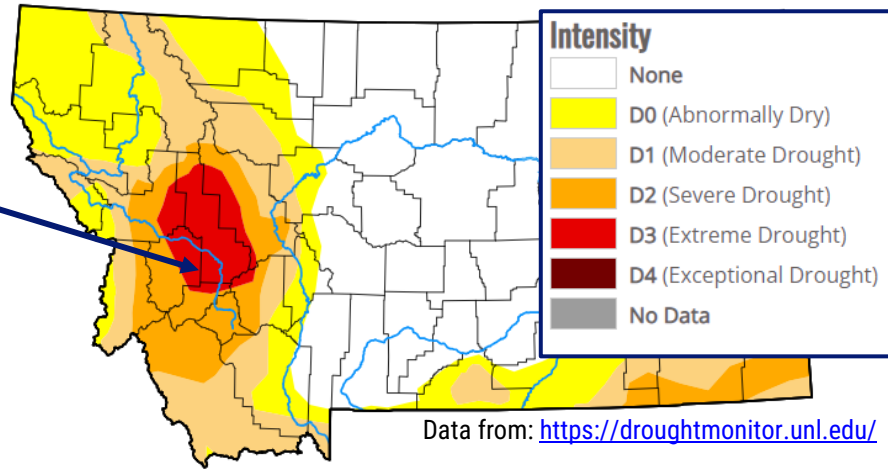 Intensity
None
D0 (Abnormally Dry)
D1 (Moderate Drought)
D2 (Severe Drought)
D3 (Extreme Drought)
D4 (Exceptional Drought)
No Data
Data from: https://droughtmonitor.unl.edu/